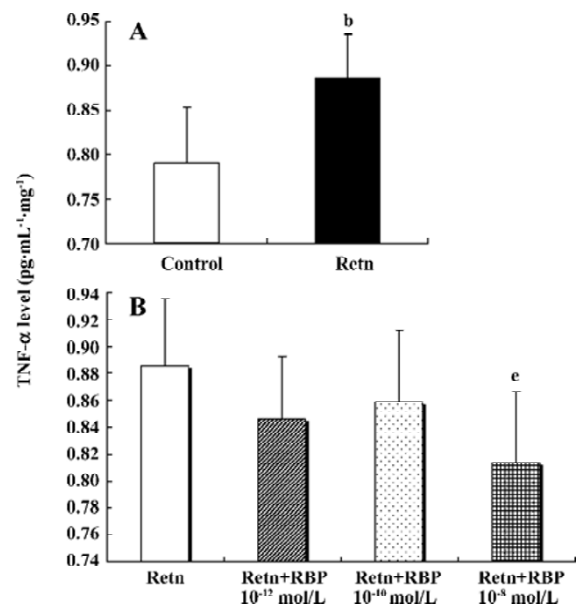 A
b
0.95
0.90
0.85
0.80
0.75
0.70
Control Retn
TNF-α level (pg·mL⁻¹·mg⁻¹)
B
e
0.94
0.92
0.90
0.88
0.86
0.84
0.82
0.80
0.78
0.76
0.74
Retn Retn+RBP Retn+RBP Retn+RBP
10⁻¹² mol/L 10⁻¹⁰ mol/L 10⁻⁸ mol/L